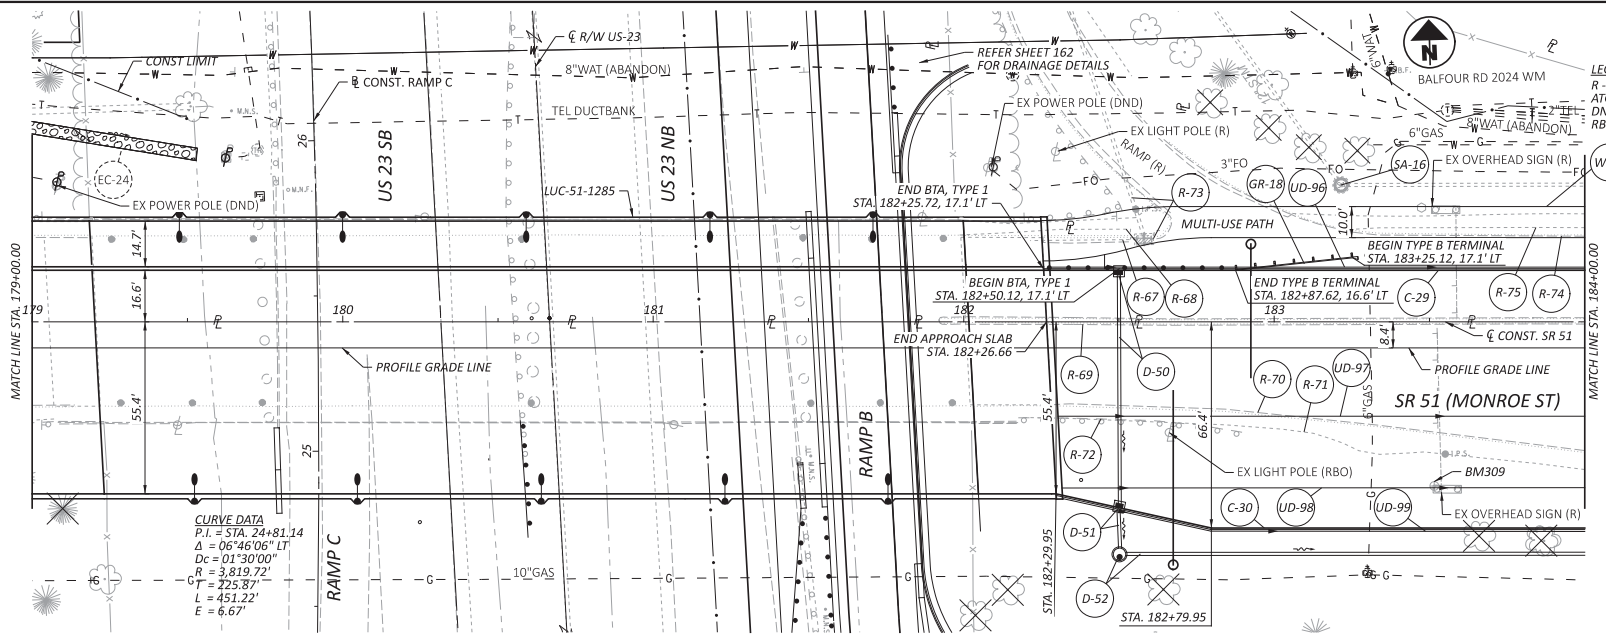 CONST LIMIT
℄ R/W US-23
8"WAT (ABANDON)
℄ CONST. RAMP C
TEL DUCTBANK
REFER SHEET 162
FOR DRAINAGE DETAILS
EX POWER POLE (DND)
EX LIGHT POLE (R)
RAMP (R)
N
BALFOUR RD 2024 WM
6"GAS
8"WAT (ABANDON)
2"TEL
3"FO
EX OVERHEAD SIGN (R)
SA-16
EC-24
EX POWER POLE (DND)
M.N.S.
M.N.F.
26
US 23 SB
US 23 NB
LUC-51-1285
END BTA, TYPE 1
STA. 182+25.72, 17.1' LT
R-73
GR-18
UD-96
MULTI-USE PATH
10.0'
BEGIN TYPE B TERMINAL
STA. 183+25.12, 17.1' LT
MATCH LINE STA. 179+00.00
14.7'
16.6'
55.4'
BEGIN BTA, TYPE 1
STA. 182+50.12, 17.1' LT
R-67
R-68
END TYPE B TERMINAL
STA. 182+87.62, 16.6' LT
C-29
R-75
R-74
179
180
181
182
183
END APPROACH SLAB
STA. 182+26.66
℄ CONST. SR 51
8.4'
PROFILE GRADE LINE
PROFILE GRADE LINE
R-69
D-50
R-70
R-71
UD-97
6"GAS
SR 51 (MONROE ST)
MATCH LINE STA. 184+00.00
55.4'
66.4'
25
RAMP B
R-72
EX LIGHT POLE (RBO)
I.P.S.
BM309
M.N.S.
D-51
C-30
UD-98
UD-99
EX OVERHEAD SIGN (R)
CURVE DATA
P.I. = STA. 24+81.14
Δ = 06°46'06" LT
Dc = 01°30'00"
R = 3,819.72'
T = 225.87'
L = 451.22'
E = 6.67'
RAMP C
10"GAS
STA. 182+29.95
D-52
STA. 182+79.95